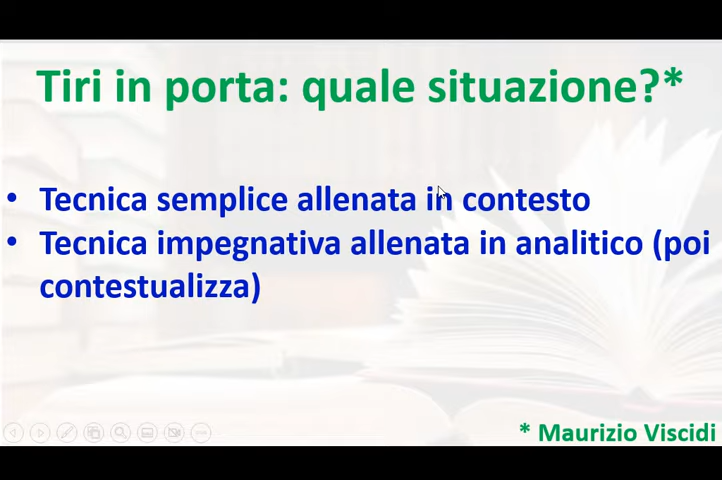 Tiri in porta: quale situazione?*
• Tecnica semplice allenata in contesto
• Tecnica impegnativa allenata in analitico (poi
contestualizza)
* Maurizio Viscidi